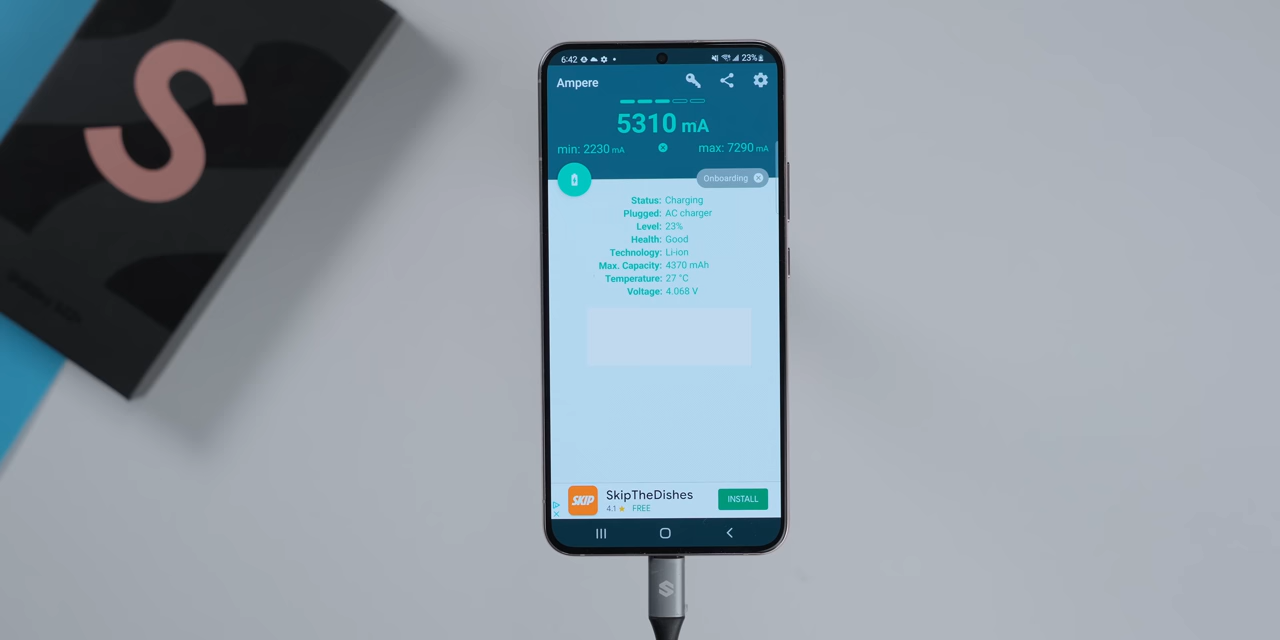 S
6:42
23%
Ampere
5310 mA
min: 2230 mA
max: 7290 mA
Onboarding
Status: Charging
Plugged: AC charger
Level: 23%
Health: Good
Technology: Li-ion
Max. Capacity: 4370 mAh
Temperature: 27 °C
Voltage: 4.068 V
SKIP
SkipTheDishes
4.1 ★ FREE
INSTALL
S